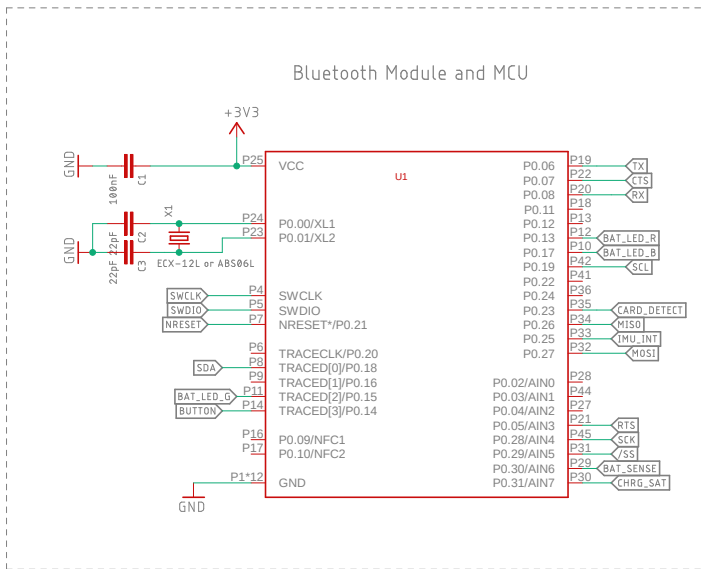 Bluetooth Module and MCU
+3V3
GND
100nF
C1
P25
VCC
U1
X1
GND
22pF
C2
22pF
C3
ECX-12L or ABS06L
P24
P0.00/XL1
P23
P0.01/XL2
SWCLK
P4
SWCLK
SWDIO
P5
SWDIO
NRESET
P7
NRESET*/P0.21
P6
TRACECLK/P0.20
SDA
P8
TRACED[0]/P0.18
P9
TRACED[1]/P0.16
BAT_LED_G
P11
TRACED[2]/P0.15
BUTTON
P14
TRACED[3]/P0.14
P16
P0.09/NFC1
P17
P0.10/NFC2
P1*12
GND
GND
P0.06
P19
TX
P0.07
P22
CTS
P0.08
P20
RX
P0.11
P18
P0.12
P13
P0.13
P12
BAT_LED_R
P0.17
P10
BAT_LED_B
P0.19
P42
SCL
P0.22
P41
P0.24
P36
P0.23
P35
CARD_DETECT
P0.26
P34
MISO
P0.25
P33
IMU_INT
P0.27
P32
MOSI
P0.02/AIN0
P28
P0.03/AIN1
P44
P0.04/AIN2
P27
P0.05/AIN3
P21
RTS
P0.28/AIN4
P45
SCK
P0.29/AIN5
P31
/SS
P0.30/AIN6
P29
BAT_SENSE
P0.31/AIN7
P30
CHRG_SAT